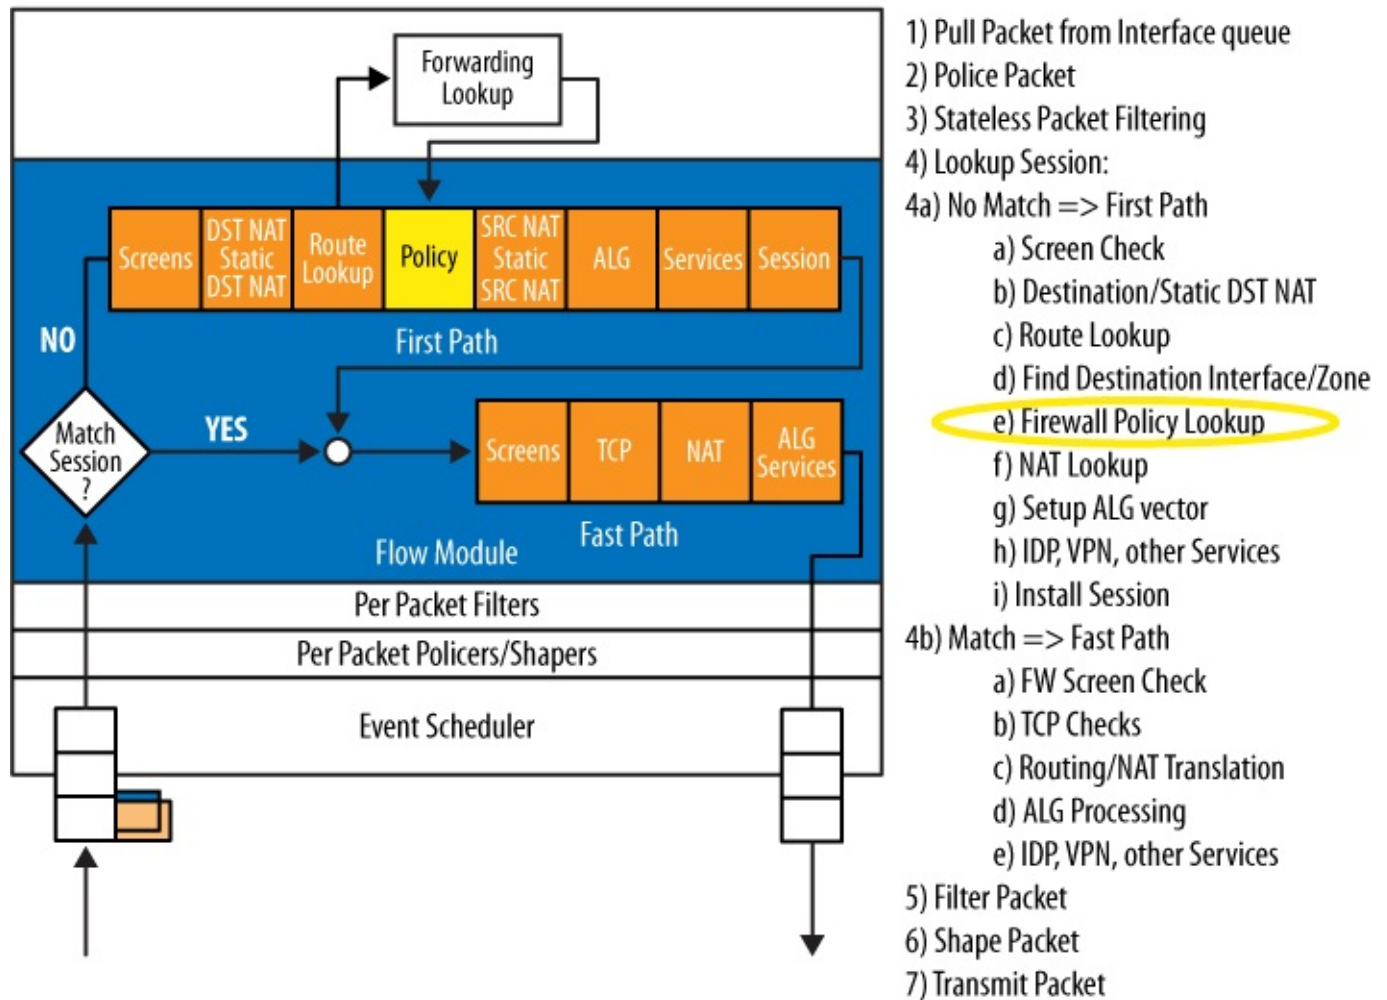 Forwarding
Lookup
Screens
DST NAT
Static
DST NAT
Route
Lookup
Policy
SRC NAT
Static
SRC NAT
ALG
Services
Session
First Path
NO
Match
Session
?
YES
Screens
TCP
NAT
ALG
Services
Fast Path
Flow Module
Per Packet Filters
Per Packet Policers/Shapers
Event Scheduler
1) Pull Packet from Interface queue
2) Police Packet
3) Stateless Packet Filtering
4) Lookup Session:
4a) No Match => First Path
a) Screen Check
b) Destination/Static DST NAT
c) Route Lookup
d) Find Destination Interface/Zone
e) Firewall Policy Lookup
f) NAT Lookup
g) Setup ALG vector
h) IDP, VPN, other Services
i) Install Session
4b) Match => Fast Path
a) FW Screen Check
b) TCP Checks
c) Routing/NAT Translation
d) ALG Processing
e) IDP, VPN, other Services
5) Filter Packet
6) Shape Packet
7) Transmit Packet